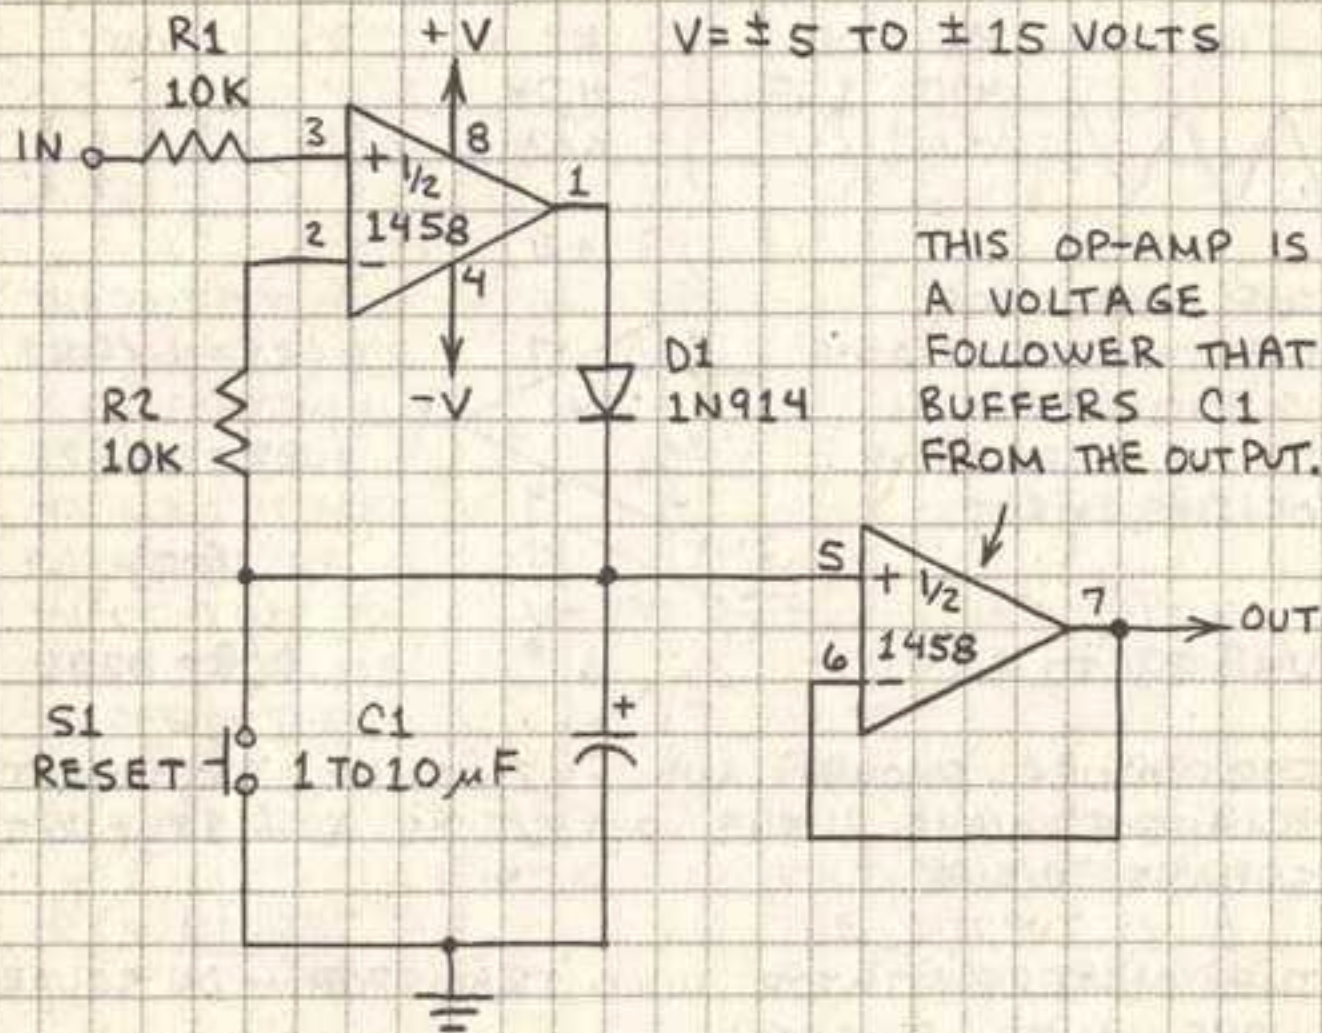 R1
10K
+V
V= ± 5 TO ± 15 VOLTS
IN
3
8
+ 1/2
1
2
1458
-
4
-V
R2
10K
D1
1N914
THIS OP-AMP IS
A VOLTAGE
FOLLOWER THAT
BUFFERS C1
FROM THE OUTPUT.
5
+ 1/2
7
OUT
6
1458
-
S1
RESET
C1
1 TO 10 μF
+